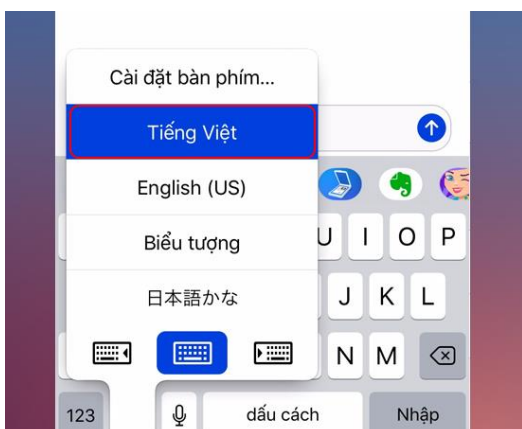 Cài đặt bàn phím...
Tiếng Việt
English (US)
Biểu tượng
日本語かな
U I O P
J K L
N M
123 dấu cách Nhập